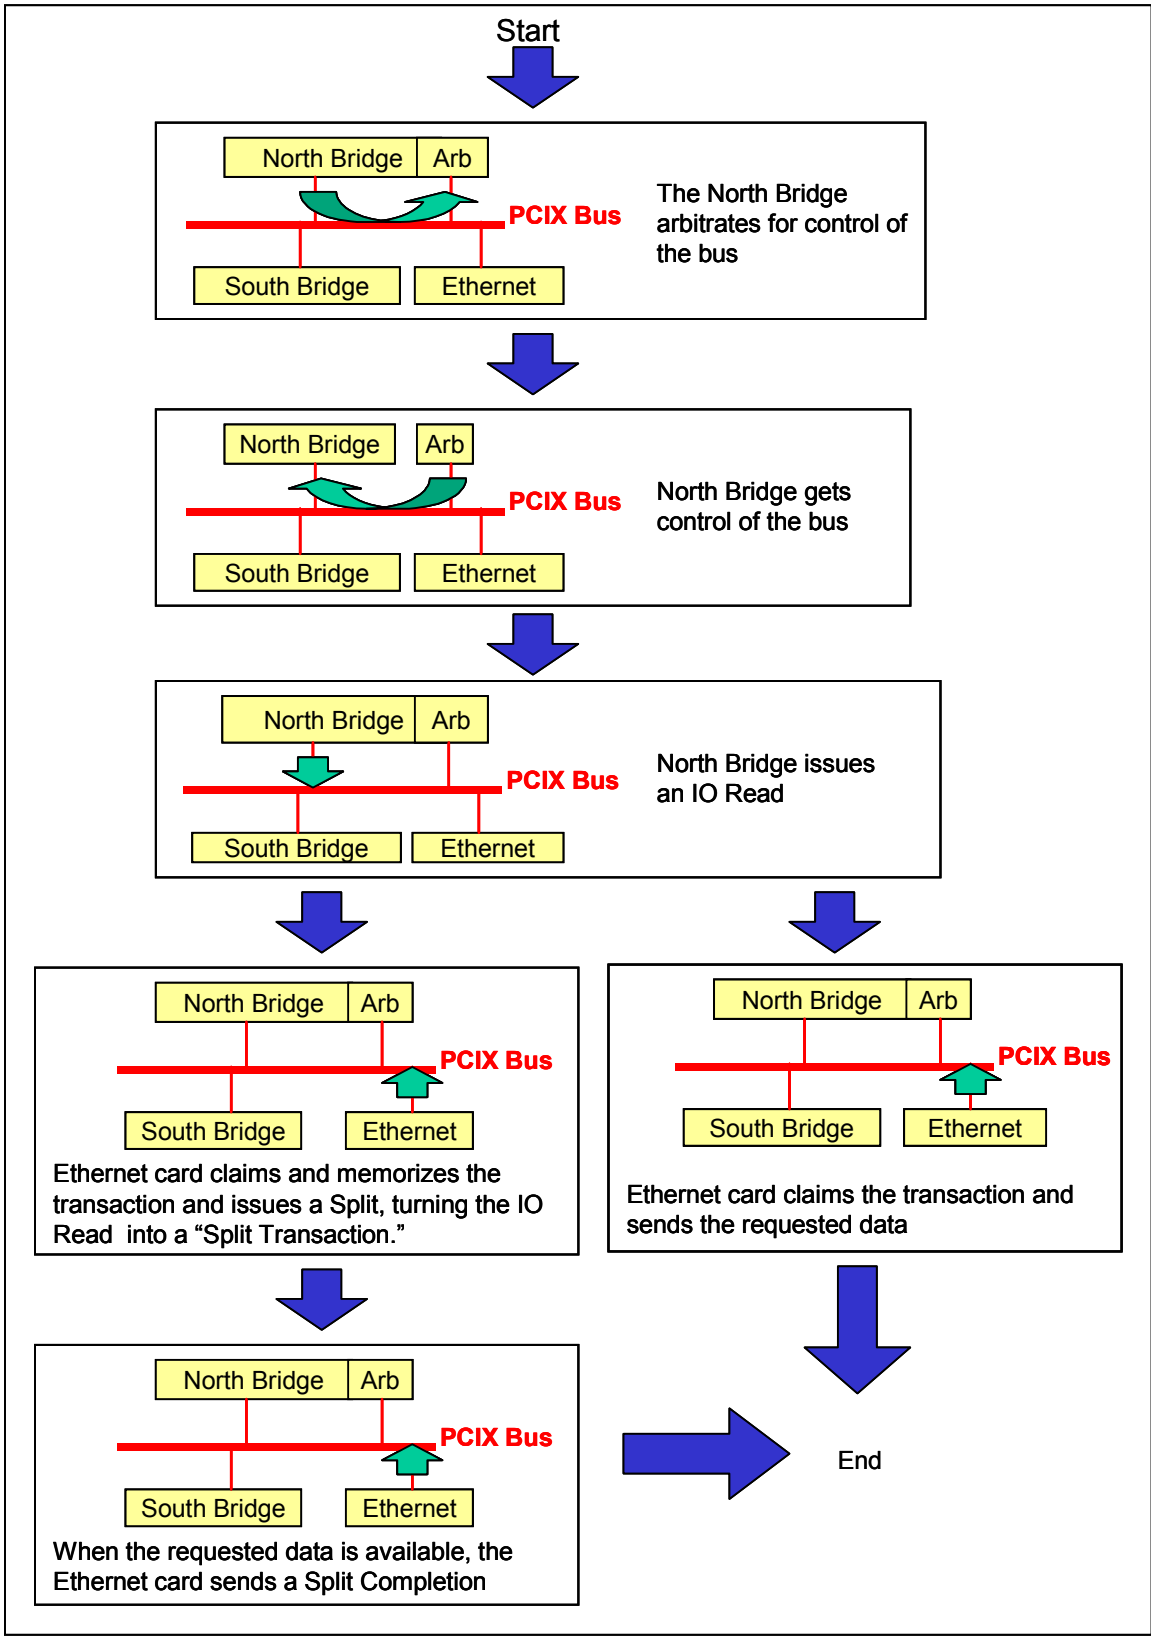 Start
North Bridge Arb
PCIX Bus
South Bridge Ethernet
The North Bridge
arbitrates for control of
the bus
North Bridge Arb
PCIX Bus
South Bridge Ethernet
North Bridge gets
control of the bus
North Bridge Arb
PCIX Bus
South Bridge Ethernet
North Bridge issues
an IO Read
North Bridge Arb
PCIX Bus
South Bridge Ethernet
Ethernet card claims and memorizes the
transaction and issues a Split, turning the IO
Read into a “Split Transaction.”
North Bridge Arb
PCIX Bus
South Bridge Ethernet
Ethernet card claims the transaction and
sends the requested data
North Bridge Arb
PCIX Bus
South Bridge Ethernet
When the requested data is available, the
Ethernet card sends a Split Completion
End